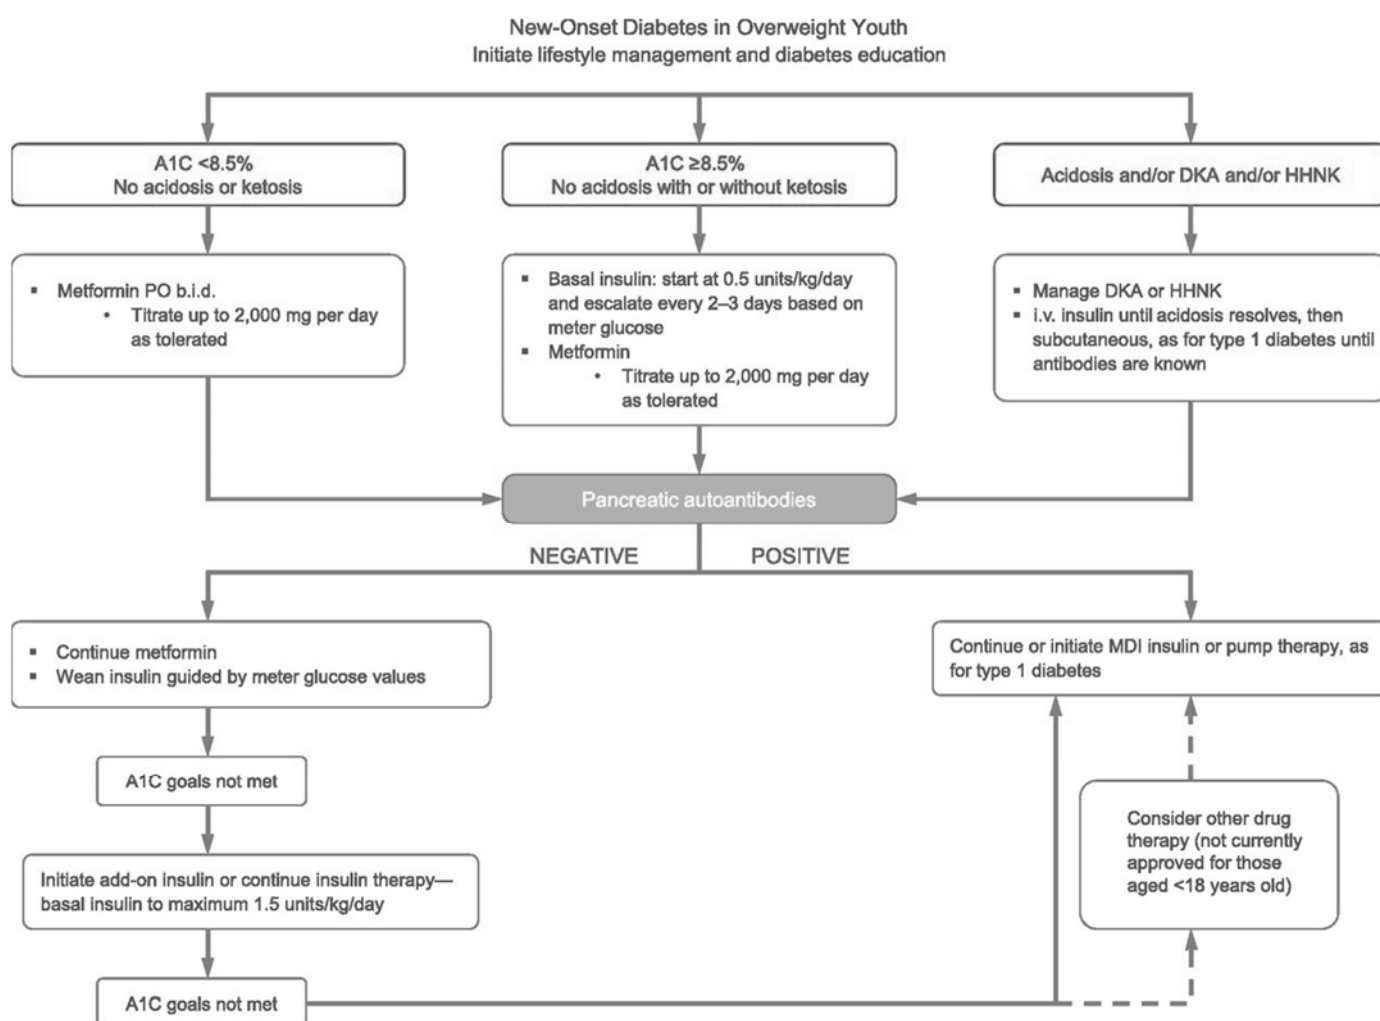 New-Onset Diabetes in Overweight Youth
Initiate lifestyle management and diabetes education
A1C <8.5%
No acidosis or ketosis
A1C ≥8.5%
No acidosis with or without ketosis
Acidosis and/or DKA and/or HHNK
▪ Metformin PO b.i.d.
• Titrate up to 2,000 mg per day
as tolerated
▪ Basal insulin: start at 0.5 units/kg/day
and escalate every 2–3 days based on
meter glucose
▪ Metformin
• Titrate up to 2,000 mg per day
as tolerated
▪ Manage DKA or HHNK
▪ i.v. insulin until acidosis resolves, then
subcutaneous, as for type 1 diabetes until
antibodies are known
Pancreatic autoantibodies
NEGATIVE
POSITIVE
▪ Continue metformin
▪ Wean insulin guided by meter glucose values
Continue or initiate MDI insulin or pump therapy, as
for type 1 diabetes
A1C goals not met
Consider other drug
therapy (not currently
approved for those
aged <18 years old)
Initiate add-on insulin or continue insulin therapy—
basal insulin to maximum 1.5 units/kg/day
A1C goals not met